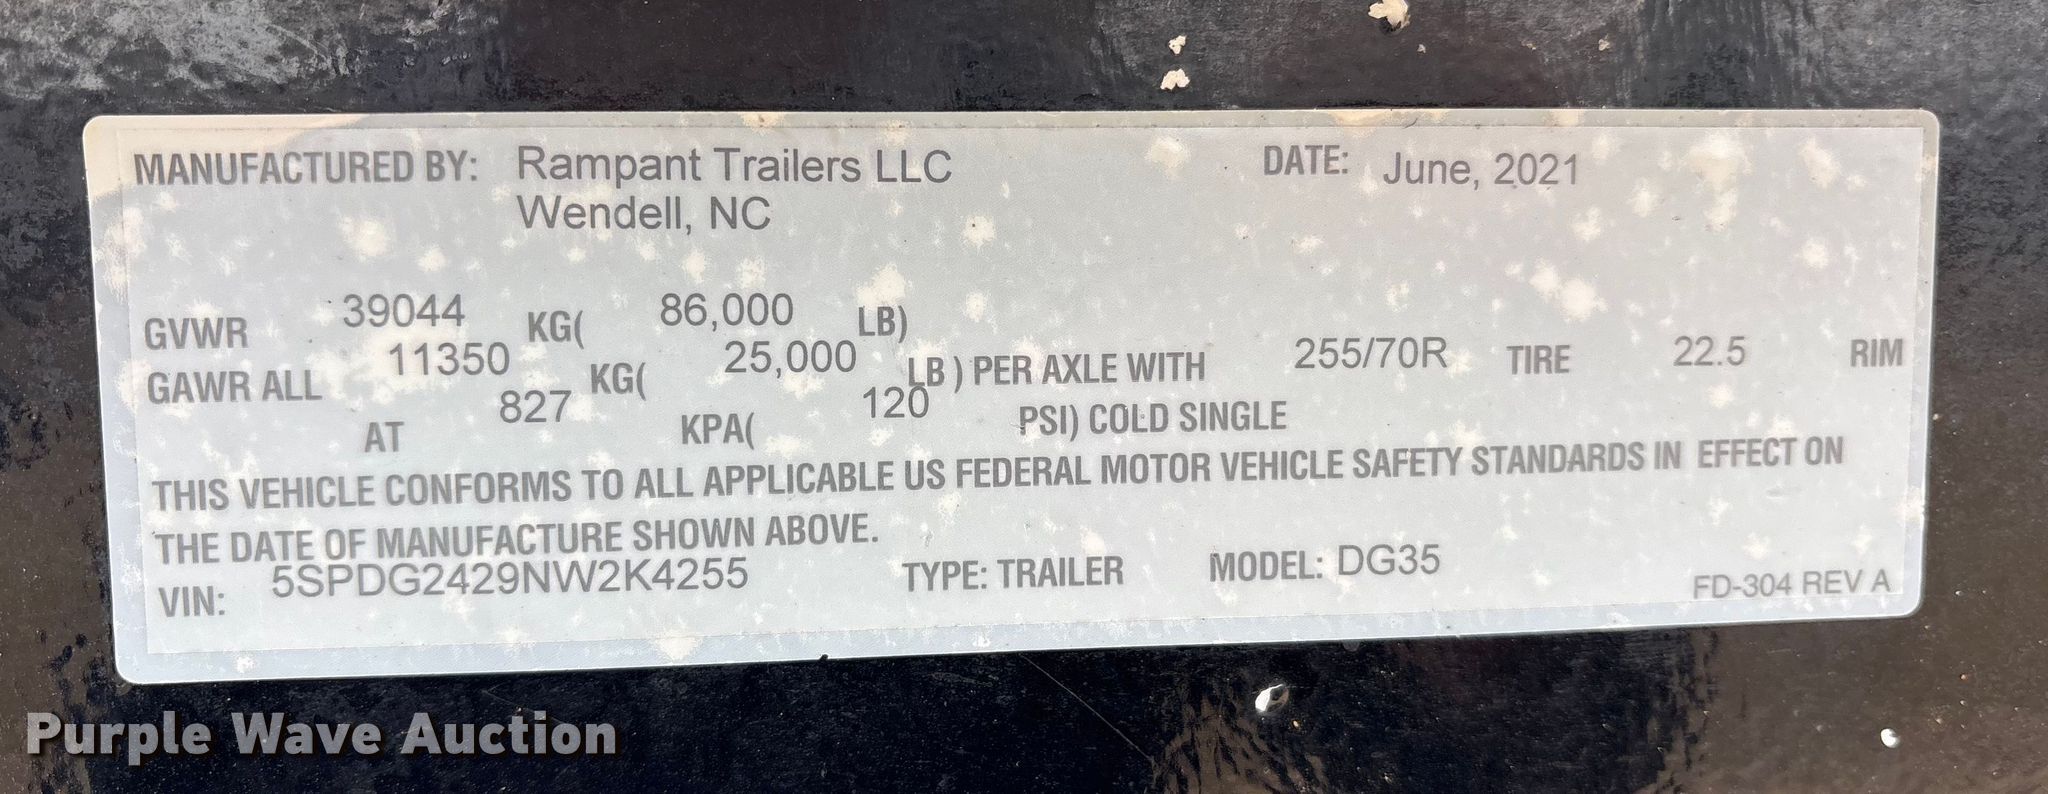 MANUFACTURED BY: Rampant Trailers LLC DATE: June, 2021
Wendell, NC
GVWR 39044 KG( 86,000 LB)
GAWR ALL 11350 KG( 25,000 LB) PER AXLE WITH 255/70R TIRE 22.5 RIM
AT 827 KPA( 120 PSI) COLD SINGLE
THIS VEHICLE CONFORMS TO ALL APPLICABLE US FEDERAL MOTOR VEHICLE SAFETY STANDARDS IN EFFECT ON
THE DATE OF MANUFACTURE SHOWN ABOVE.
VIN: 5SPDG2429NW2K4255 TYPE: TRAILER MODEL: DG35
FD-304 REV A
Purple Wave Auction